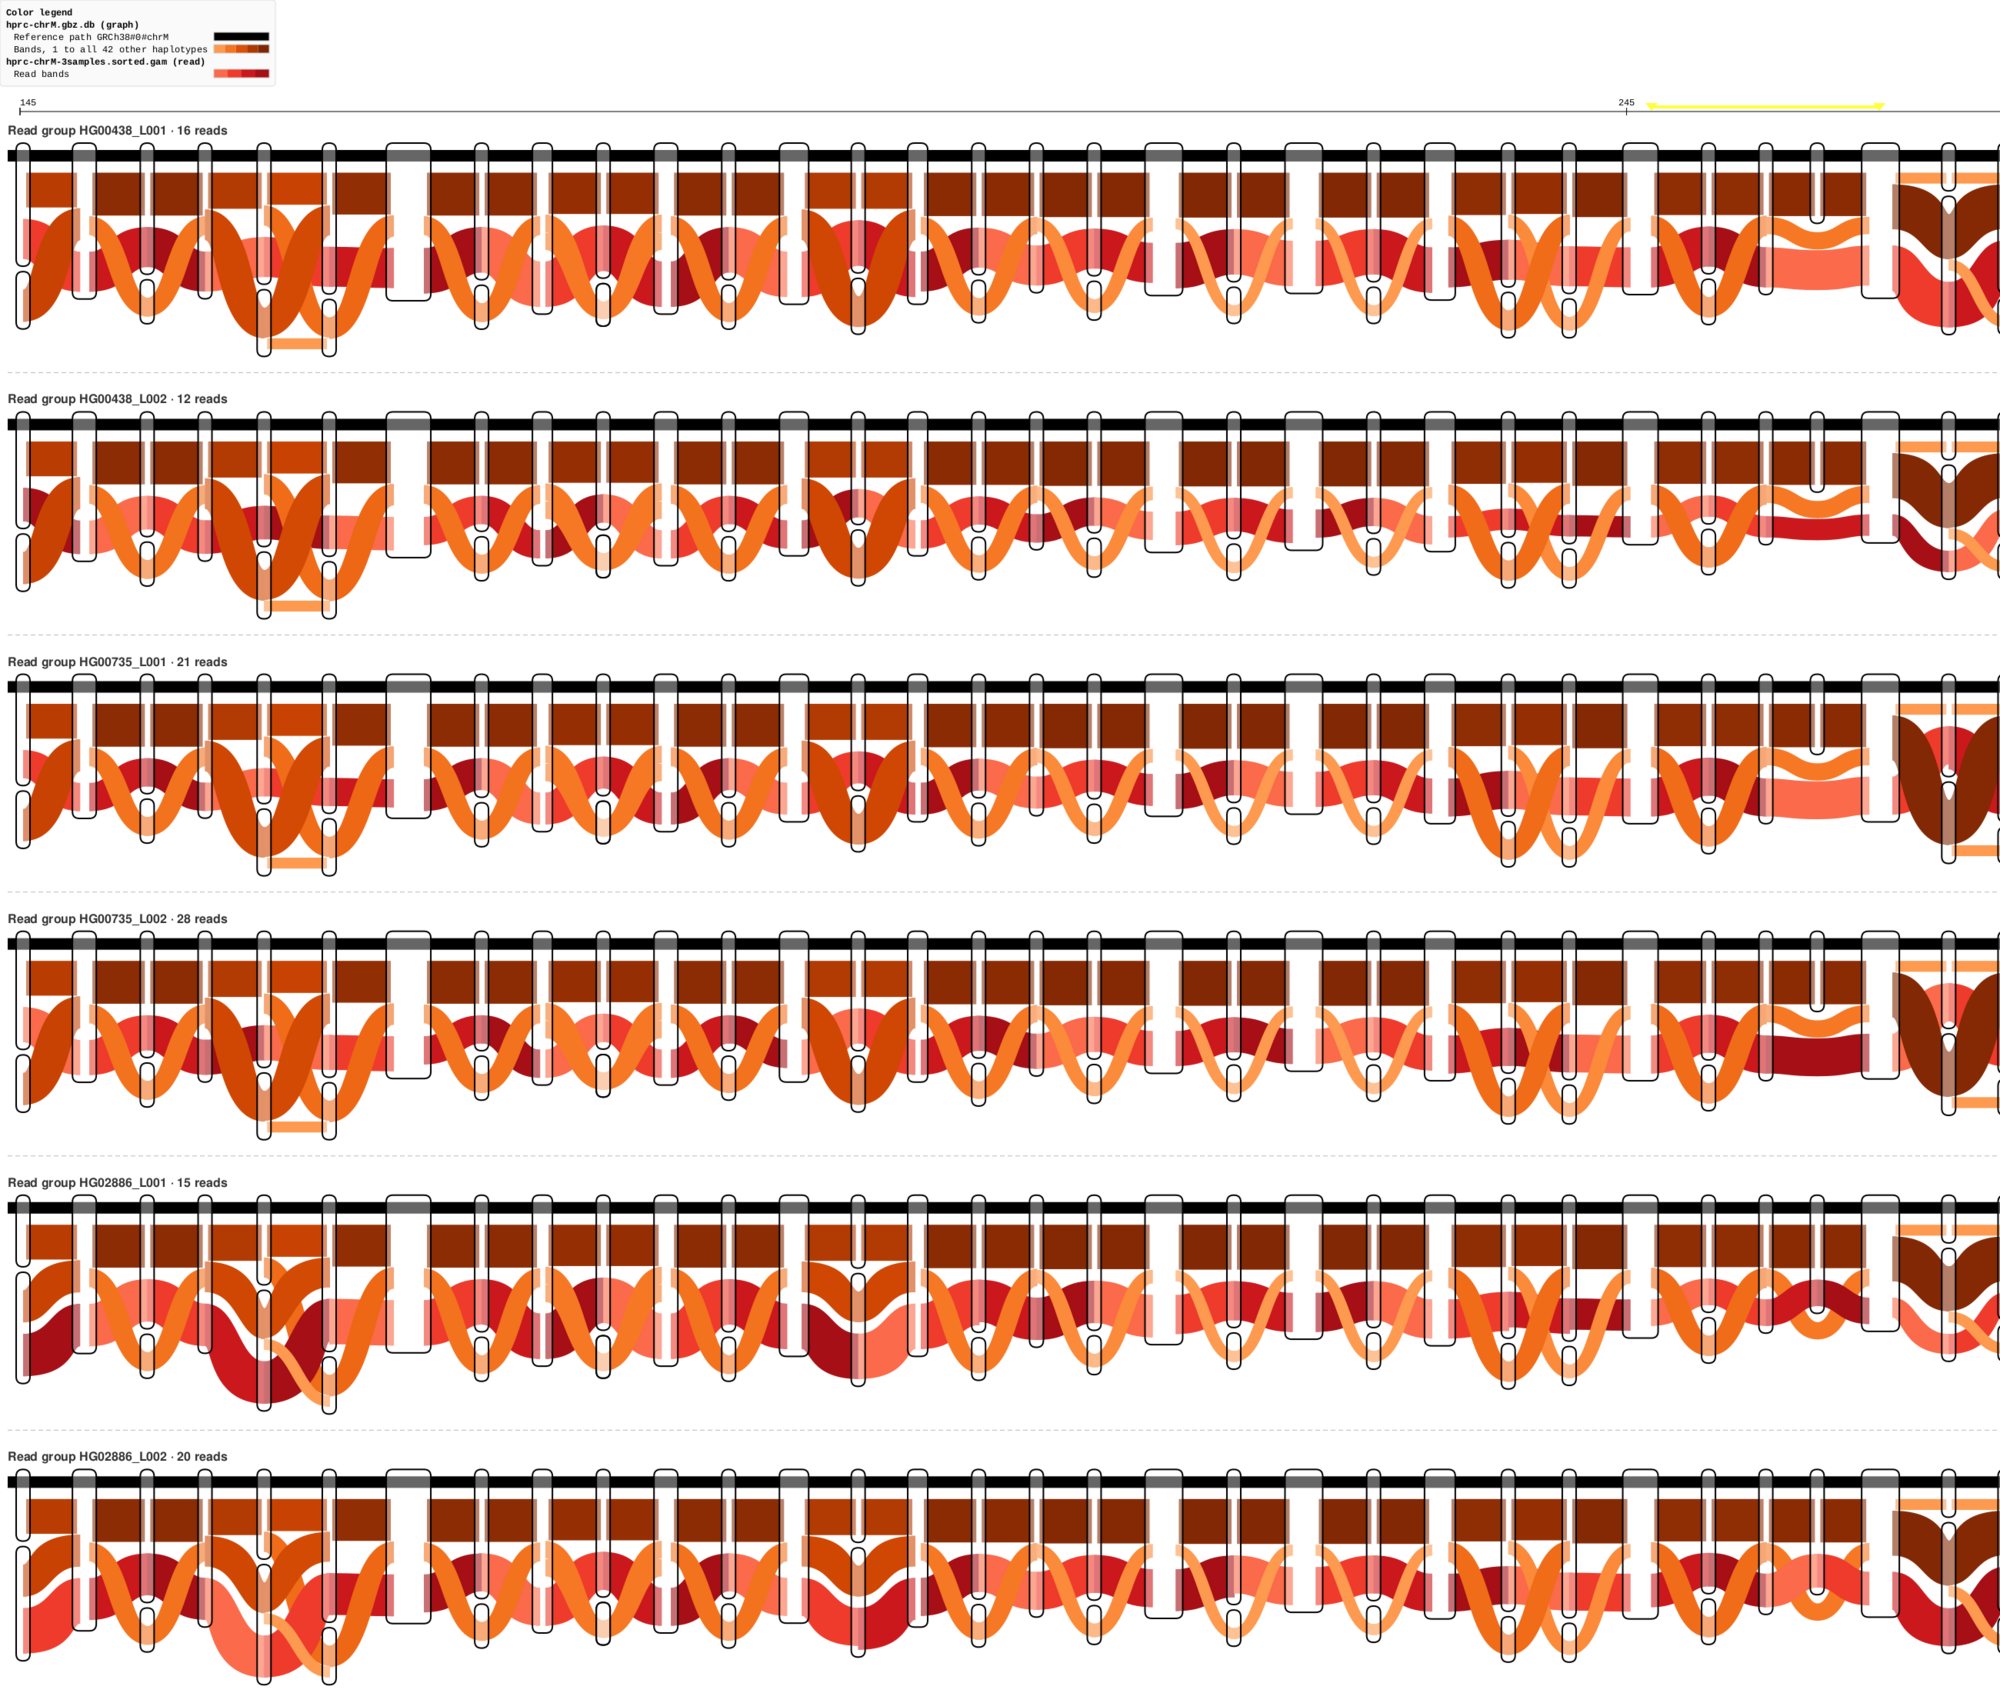 Color legend
hprc-chrM.gbz.db (graph)
Reference path GRCh38#0#chrM
Bands, 1 to all 42 other haplotypes
hprc-chrM-3samples.sorted.gam (read)
Read bands
145 245
Read group HG00438_L001 · 16 reads
Read group HG00438_L002 · 12 reads
Read group HG00735_L001 · 21 reads
Read group HG00735_L002 · 28 reads
Read group HG02886_L001 · 15 reads
Read group HG02886_L002 · 20 reads